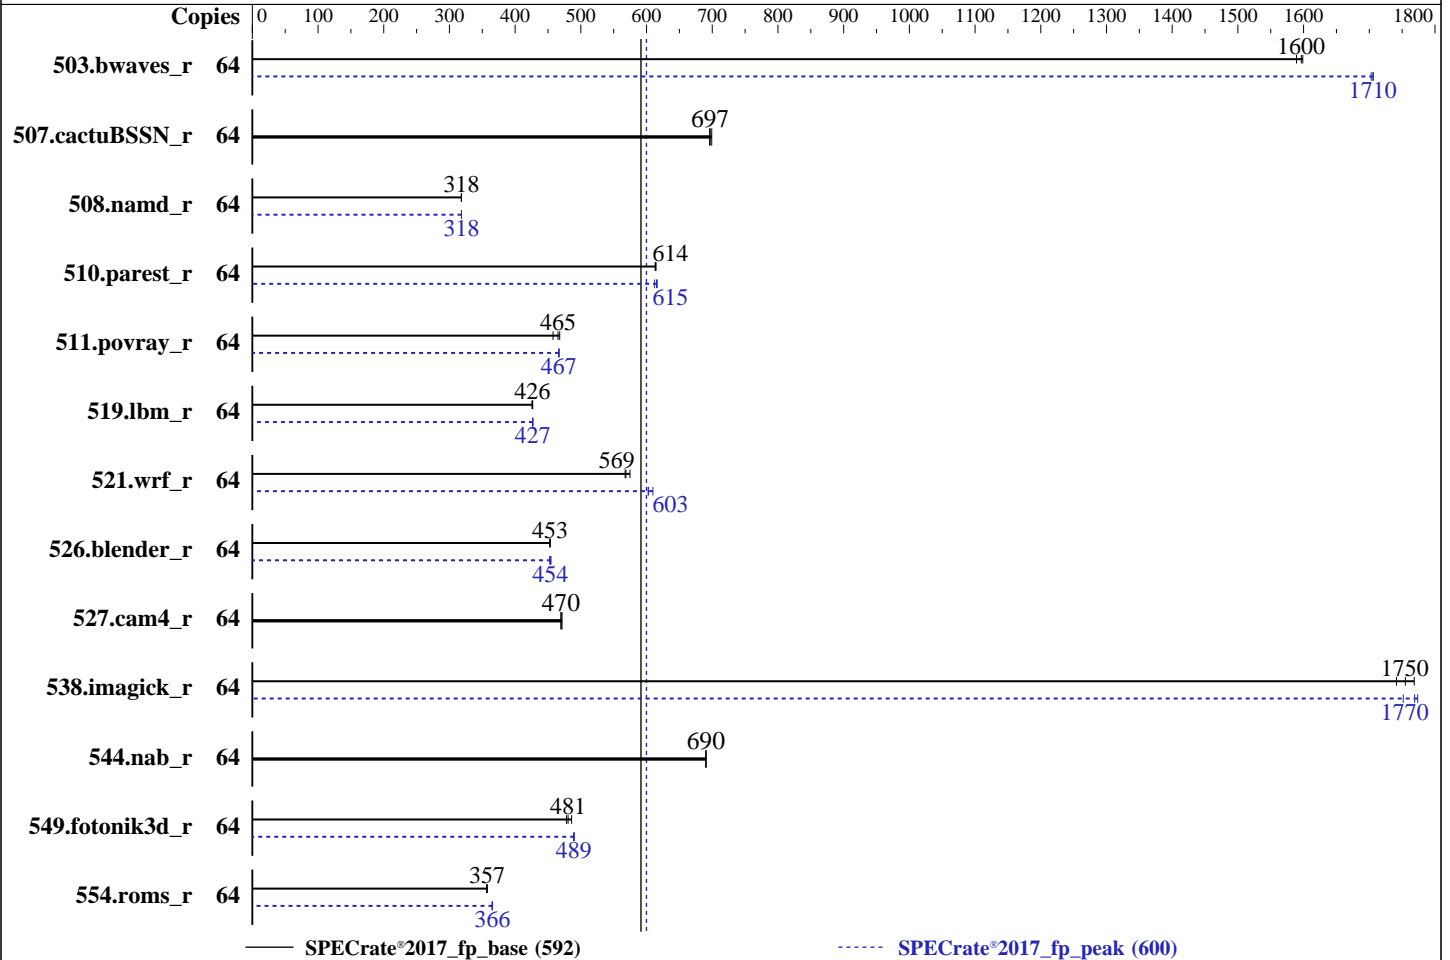 Copies 0 100 200 300 400 500 600 700 800 900 1000 1100 1200 1300 1400 1500 1600 1800
1600
503.bwaves_r 64
1710
697
507.cactuBSSN_r 64
318
508.namd_r 64
318
614
510.parest_r 64
615
465
511.povray_r 64
467
426
519.lbm_r 64
427
569
521.wrf_r 64
603
453
526.blender_r 64
454
470
527.cam4_r 64
1750
538.imagick_r 64
1770
690
544.nab_r 64
481
549.fotonik3d_r 64
489
357
554.roms_r 64
366
SPECrate®2017_fp_base (592) SPECrate®2017_fp_peak (600)